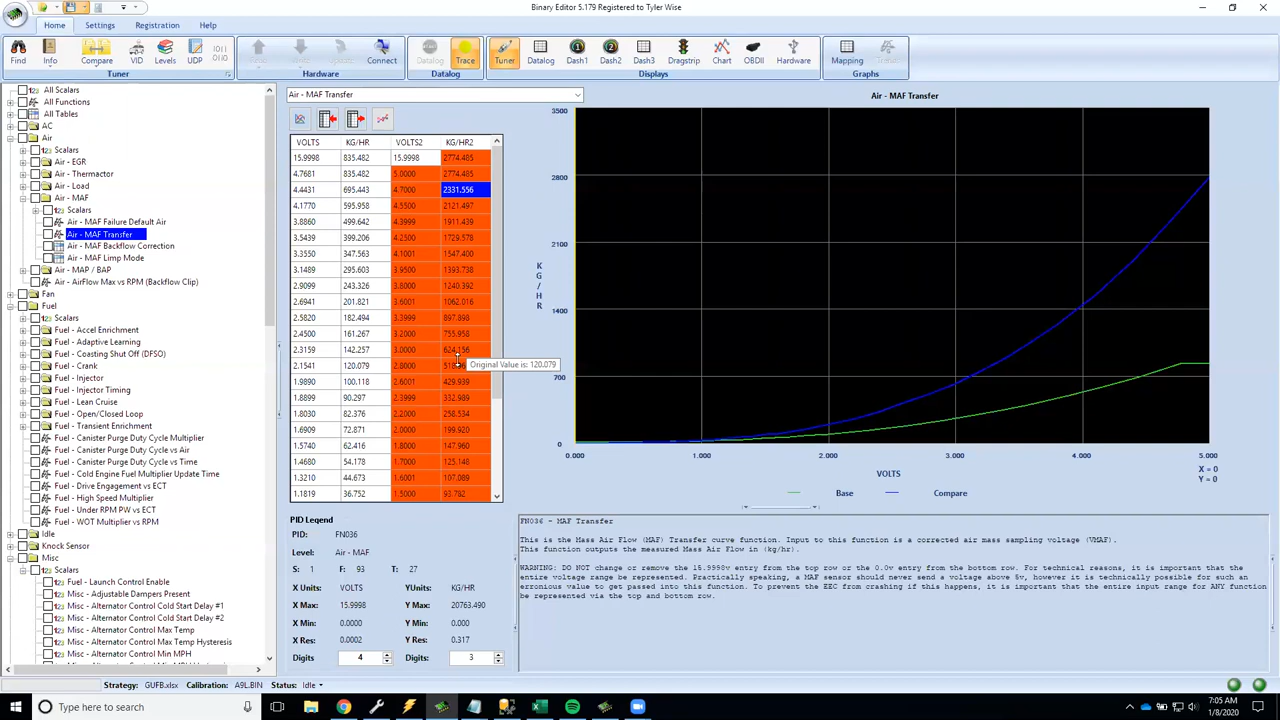 Binary Editor 5.179 Registered to Tyler Wise
Home Settings Registration Help
Find Info Compare VID Levels UDP Connect Datalog Trace Tuner Datalog Dash1 Dash2 Dash3 Dragstrip Chart OBDII Hardware Mapping
Tuner Hardware Datalog Displays Graphs
All Scalars
All Functions
All Tables
AC
Air
Scalars
Air - EGR
Air - Thermactor
Air - Load
Air - MAF
Scalars
Air - MAF Failure Default Air
Air - MAF Transfer
Air - MAF Backflow Correction
Air - MAF Limp Mode
Air - MAP / BAP
Air - AirFlow Max vs RPM (Backflow Clip)
Fan
Fuel
Scalars
Fuel - Accel Enrichment
Fuel - Adaptive Learning
Fuel - Coasting Shut Off (DFSO)
Fuel - Crank
Fuel - Injector
Fuel - Injector Timing
Fuel - Lean Cruise
Fuel - Open/Closed Loop
Fuel - Transient Enrichment
Fuel - Canister Purge Duty Cycle Multiplier
Fuel - Canister Purge Duty Cycle vs Air
Fuel - Canister Purge Duty Cycle vs Time
Fuel - Cold Engine Fuel Multiplier Update Time
Fuel - Drive Engagement vs ECT
Fuel - High Speed Multiplier
Fuel - Under RPM PW vs ECT
Fuel - WOT Multiplier vs RPM
Idle
Knock Sensor
Misc
Scalars
Fuel - Launch Control Enable
Misc - Adjustable Dampers Present
Misc - Alternator Control Cold Start Delay #1
Misc - Alternator Control Cold Start Delay #2
Misc - Alternator Control Max Temp
Misc - Alternator Control Max Temp Hysteresis
Misc - Alternator Control Min MPH
Air - MAF Transfer
VOLTS KG/HR VOLTS2 KG/HR2
15.9998 835.482 15.9998 2774.485
4.7681 835.482 5.0000 2774.485
4.4431 695.443 4.7000 2331.556
4.1770 595.958 4.5500 2121.497
3.8860 499.642 4.3999 1911.439
3.5439 399.206 4.2500 1729.578
3.3550 347.563 4.1001 1547.400
3.1489 295.603 3.9500 1393.738
2.9099 243.326 3.8000 1240.392
2.6941 201.821 3.6001 1062.016
2.5820 182.494 3.3999 897.898
2.4500 161.267 3.2000 755.958
2.3159 142.257 3.0000 624.156
2.1541 120.079 2.8000
1.9890 100.118 2.6001 429.939
1.8899 90.297 2.3999 332.989
1.8030 82.376 2.2000 258.534
1.6909 72.871 2.0000 199.920
1.5740 62.416 1.8000 147.960
1.4680 54.178 1.7000 125.148
1.3210 44.673 1.6001 107.089
1.1819 36.752 1.5000 93.782
Original Value is: 120.079
PID Legend
PID: FN036
Level: Air - MAF
S: 1 F: 93 T: 27
X Units: VOLTS YUnits: KG/HR
X Max: 15.9998 Y Max: 20763.490
X Min: 0.0000 Y Min: 0.000
X Res: 0.0002 Y Res: 0.317
Digits 4 Digits: 3
Air - MAF Transfer
3500
2800
2100
1400
700
0
K
G
/
H
R
0.000 1.000 2.000 3.000 4.000 5.000
VOLTS
X = 0
Y = 0
Base Compare
FN036 - MAF Transfer
This is the Mass Air Flow (MAF) Transfer curve function. Input to this function is a corrected air mass sampling voltage (VMAF).
This function outputs the measured Mass Air Flow in (kg/hr).
WARNING: DO NOT change or remove the 15.9998v entry from the top row or the 0.0v entry from the bottom row. For technical reasons, it is important that the
entire voltage range be represented. Practically speaking, a MAF sensor should never send a voltage above 5v, however it is technically possible for such an
erronious value to get passed into this function. To prevent the EEC from crashing if this happens, it is important that the entire input range for ANY function
be represented via the top and bottom row.
Strategy: GUFB.xlsx Calibration: A9L.BIN Status: Idle
Type here to search
7:05 AM
1/8/2020